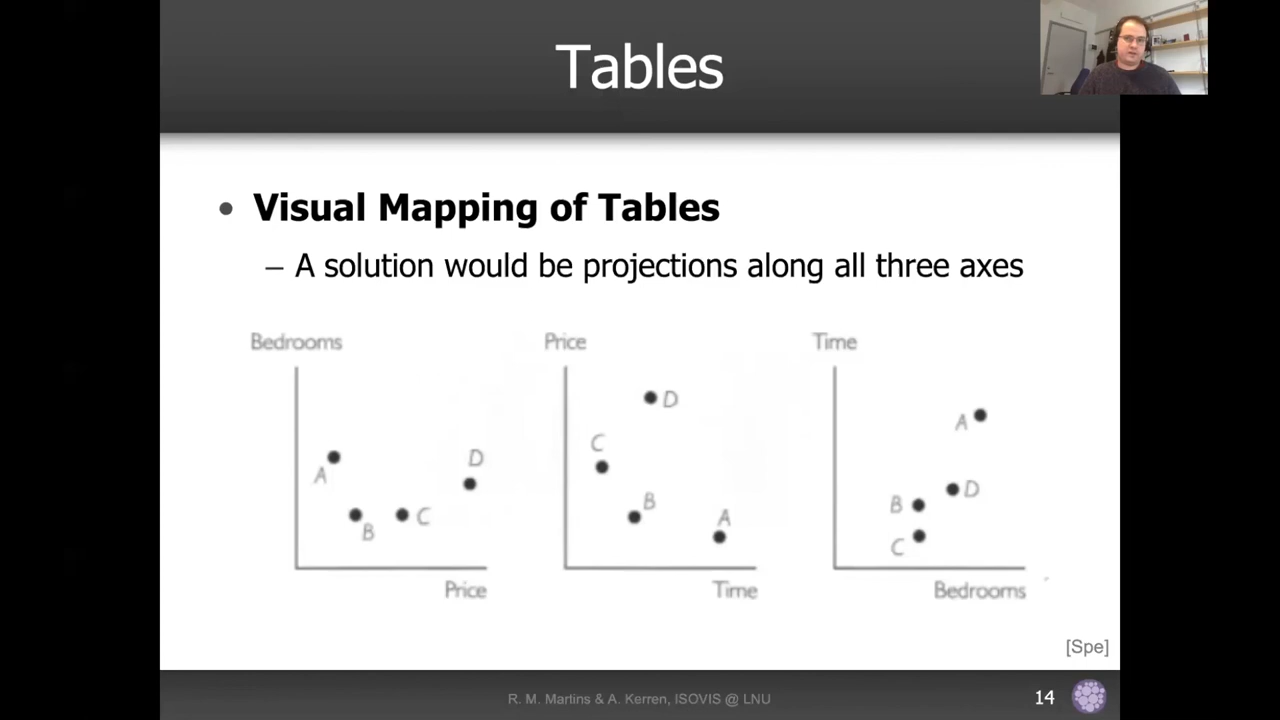 Tables
• Visual Mapping of Tables
– A solution would be projections along all three axes
Bedrooms
A
B
C
D
Price
Price
C
D
B
A
Time
Time
A
B
D
C
Bedrooms
[Spe]
R. M. Martins & A. Kerren, ISOVIS @ LNU
14